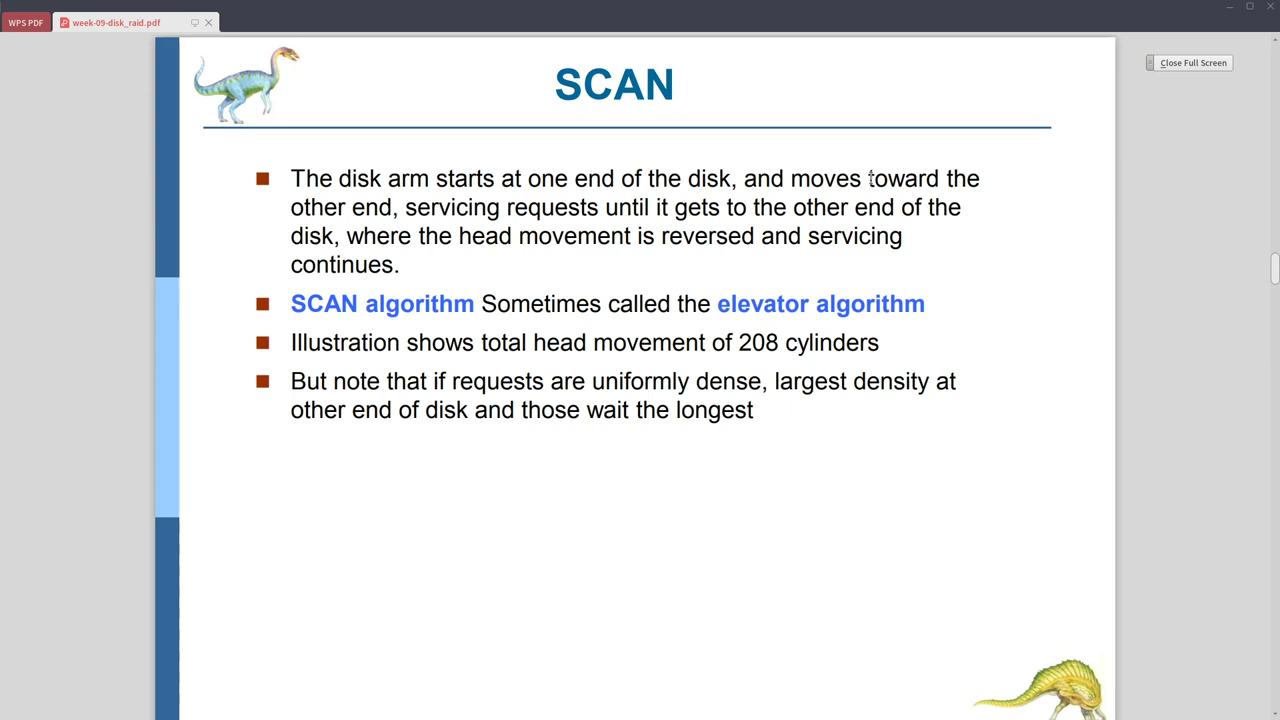 WPS PDF
week-09-disk_raid.pdf
Close Full Screen
SCAN
The disk arm starts at one end of the disk, and moves toward the
other end, servicing requests until it gets to the other end of the
disk, where the head movement is reversed and servicing
continues.
SCAN algorithm Sometimes called the elevator algorithm
Illustration shows total head movement of 208 cylinders
But note that if requests are uniformly dense, largest density at
other end of disk and those wait the longest